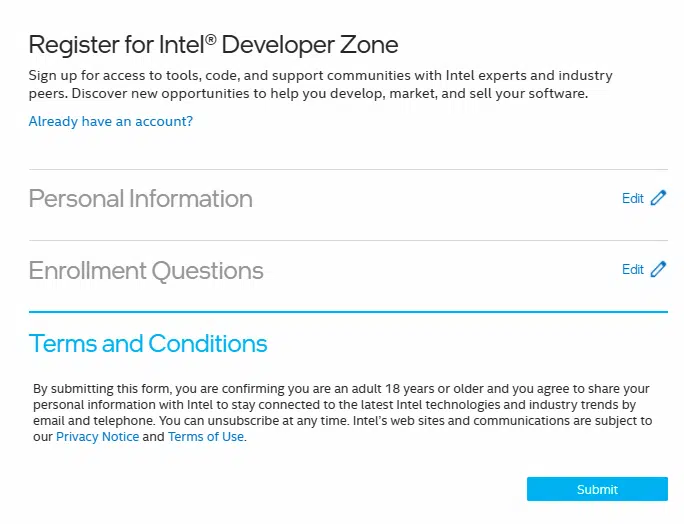 Register for Intel® Developer Zone
Sign up for access to tools, code, and support communities with Intel experts and industry
peers. Discover new opportunities to help you develop, market, and sell your software.
Already have an account?
Personal Information
Edit
Enrollment Questions
Edit
Terms and Conditions
By submitting this form, you are confirming you are an adult 18 years or older and you agree to share your
personal information with Intel to stay connected to the latest Intel technologies and industry trends by
email and telephone. You can unsubscribe at any time. Intel's web sites and communications are subject to
our Privacy Notice and Terms of Use.
Submit